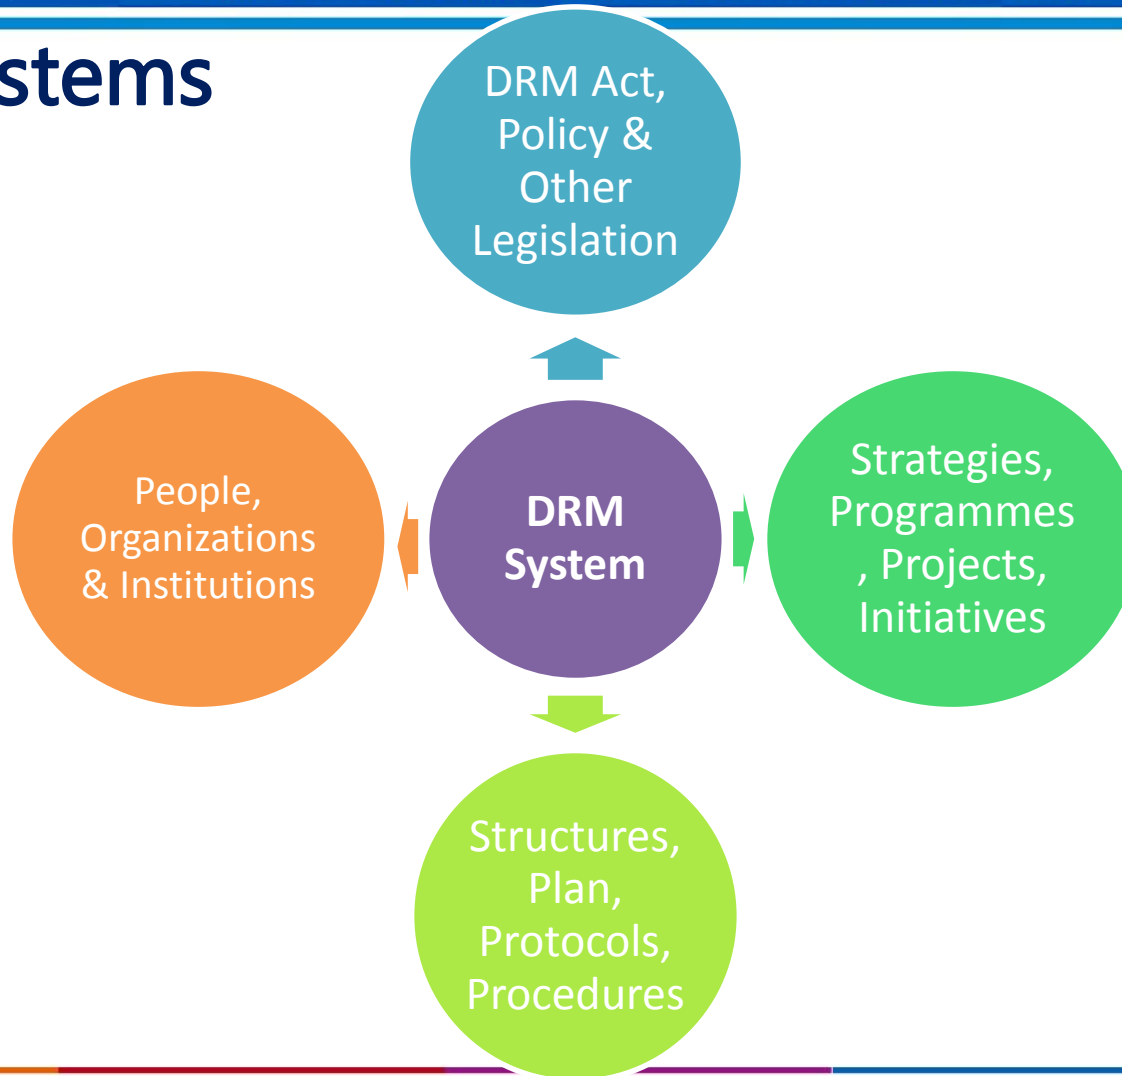 stems
DRM Act,
Policy &
Other
Legislation
People,
Organizations
& Institutions
DRM
System
Strategies,
Programmes
, Projects,
Initiatives
Structures,
Plan,
Protocols,
Procedures